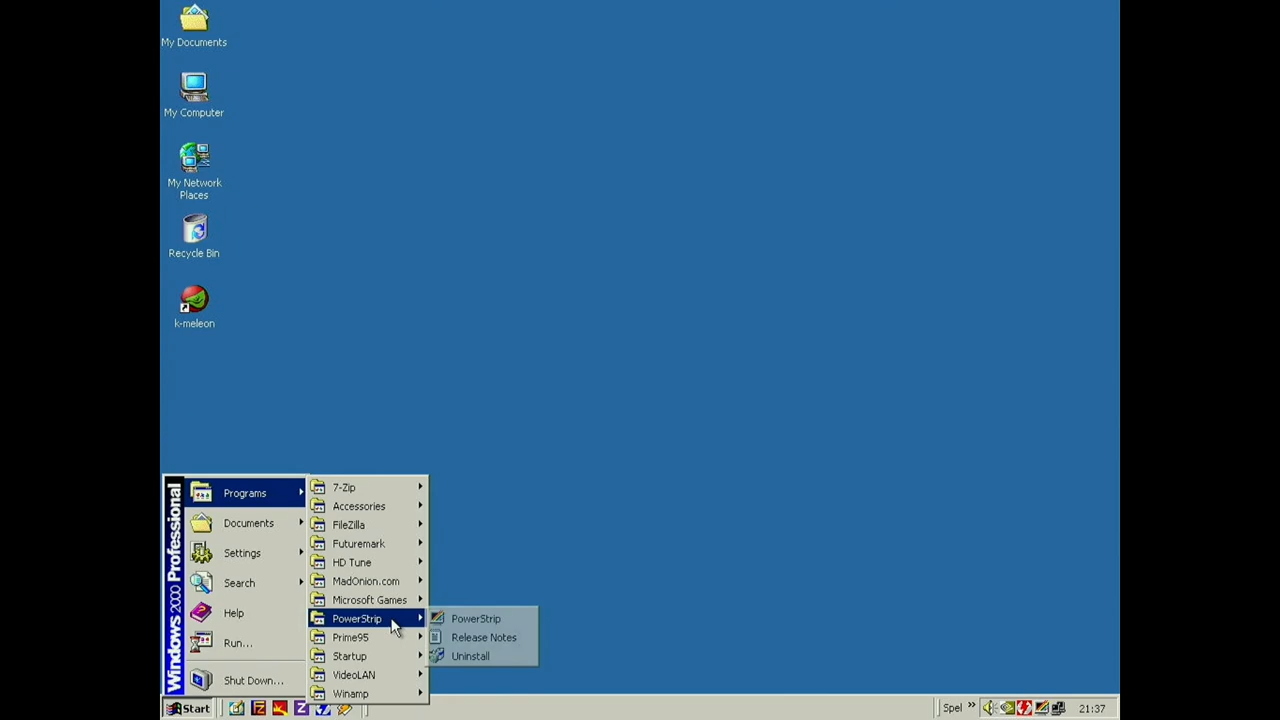 My Documents
My Computer
My Network
Places
Recycle Bin
k-meleon
Windows 2000 Professional
Programs
Documents
Settings
Search
Help
Run...
Shut Down...
7-Zip
Accessories
FileZilla
Futuremark
HD Tune
MadOnion.com
Microsoft Games
PowerStrip
Prime95
Startup
VideoLAN
Winamp
PowerStrip
Release Notes
Uninstall
Start
Spel »
21:37